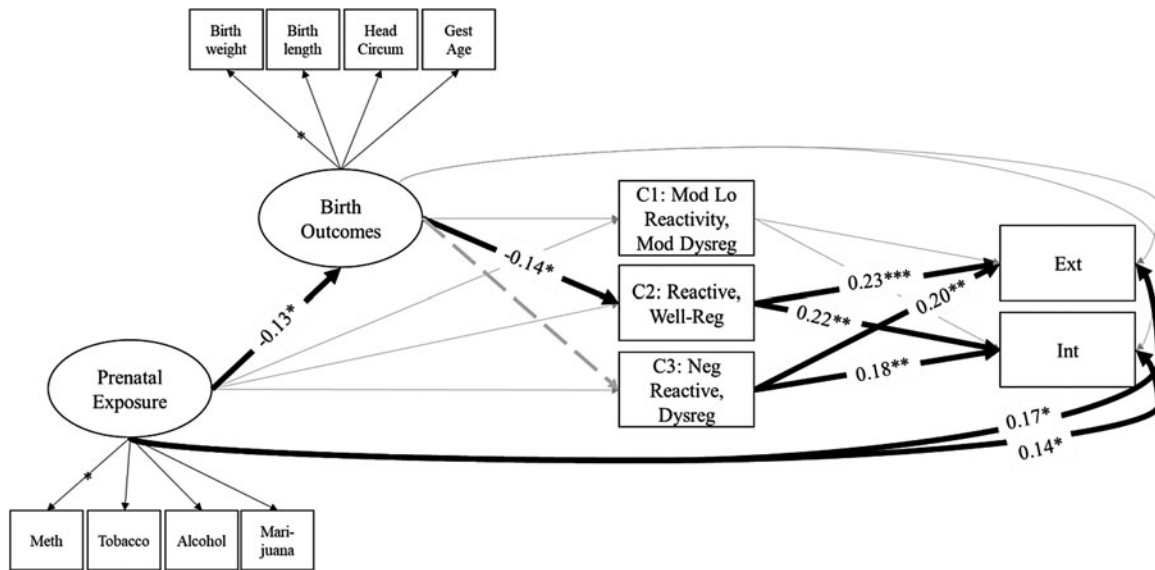 Birth
weight
Birth
length
Head
Circum
Gest
Age
*
Birth
Outcomes
C1: Mod Lo
Reactivity,
Mod Dysreg
-0.14*
C2: Reactive,
Well-Reg
0.23***
0.20**
0.22**
Ext
-0.13*
C3: Neg
Reactive,
Dysreg
0.18**
Int
Prenatal
Exposure
0.17*
0.14*
*
Meth
Tobacco
Alcohol
Mari-
juana